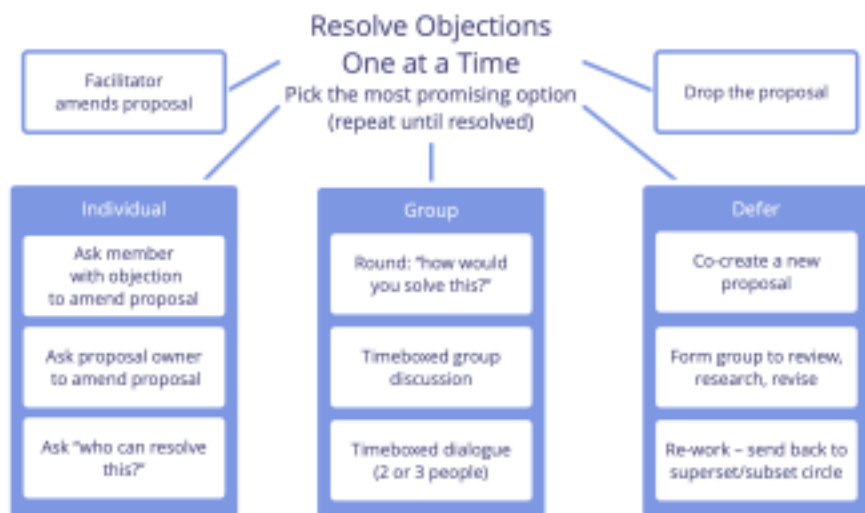 Resolve Objections
One at a Time
Pick the most promising option
(repeat until resolved)
Facilitator
amends proposal
Drop the proposal
Individual
Ask member
with objection
to amend proposal
Ask proposal owner
to amend proposal
Ask “who can resolve
this?”
Group
Round: “how would
you solve this?”
Timeboxed group
discussion
Timeboxed dialogue
(2 or 3 people)
Defer
Co-create a new
proposal
Form group to review,
research, revise
Re-work – send back to
superset/subset circle